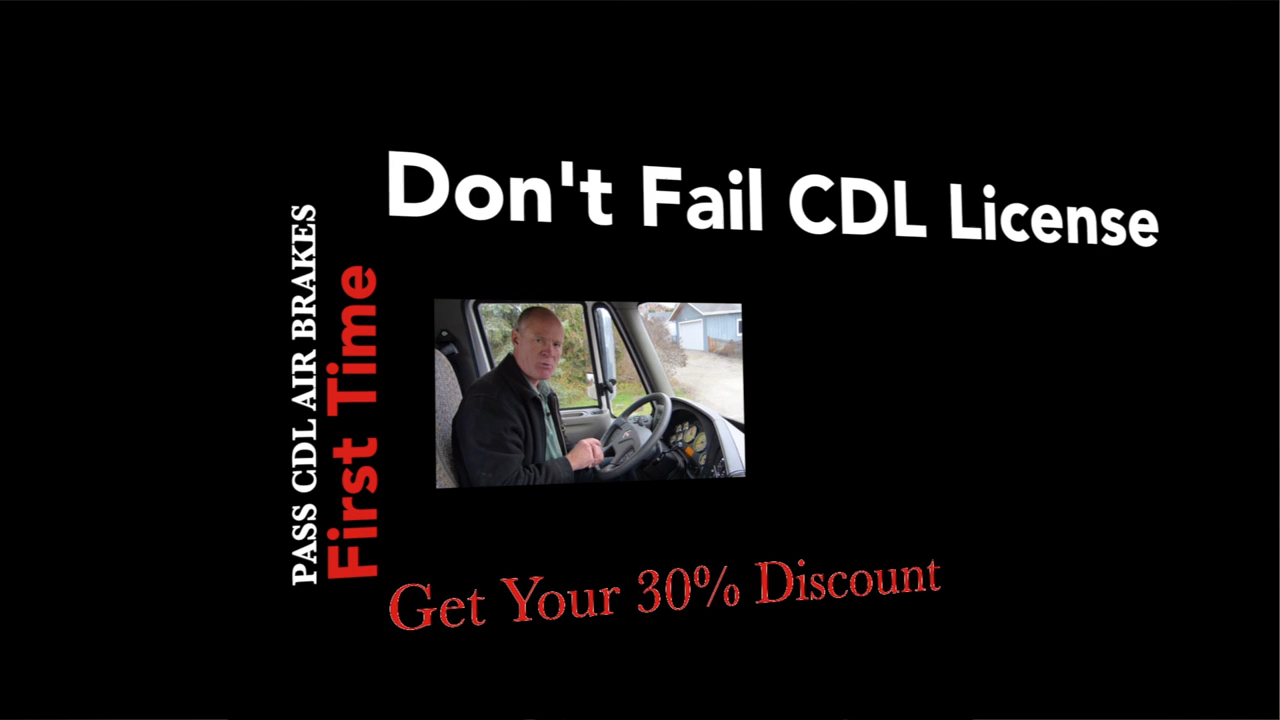 Don't Fail CDL License
PASS CDL AIR BRAKES
First Time
Get Your 30% Discount